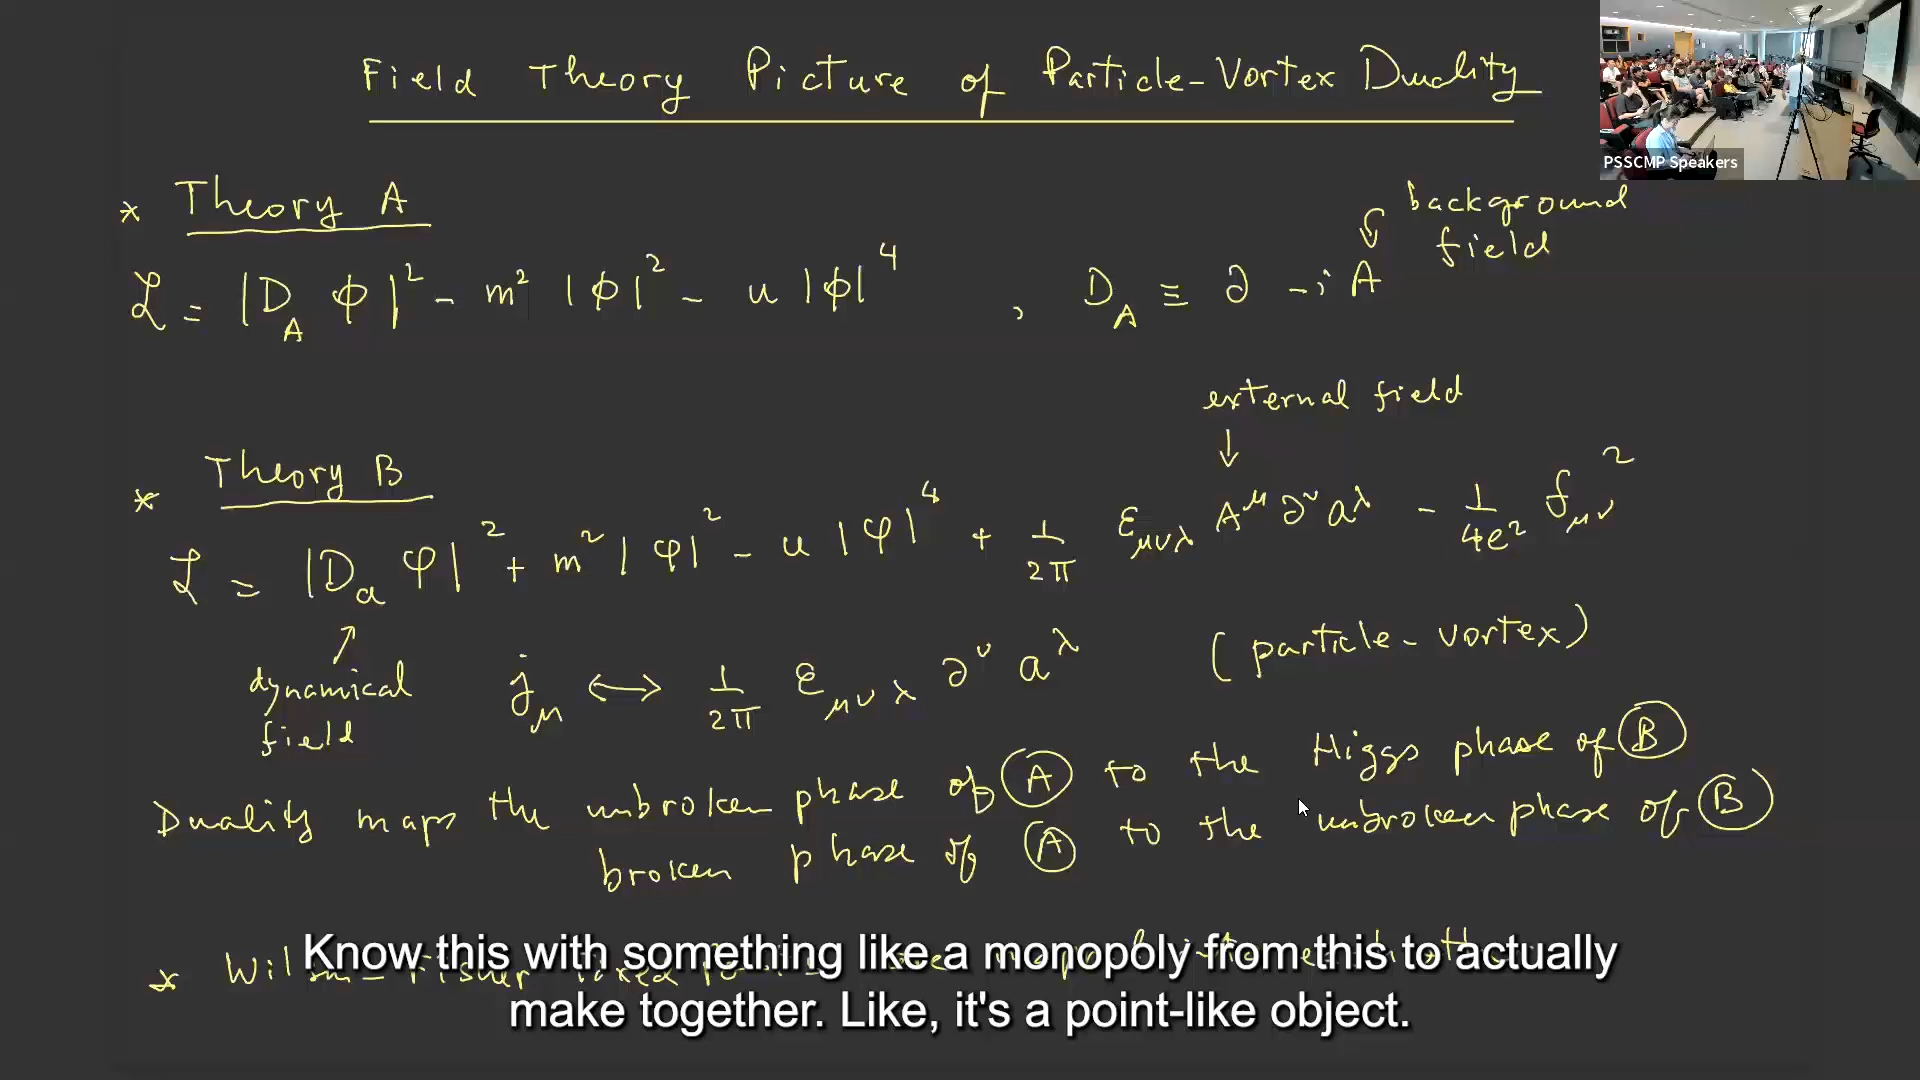 Field Theory Picture of Particle-Vortex Duality
PSSCMP Speakers
* Theory A
background
field
ℒ = |D_A ϕ|² - m² |ϕ|² - u |ϕ|⁴ , D_A ≡ ∂ - i A
external field
* Theory B
ℒ = |D_a φ|² + m² |φ|² - u |φ|⁴ + 1/2π ε_μνλ A^μ ∂^ν a^λ - 1/4e² f_μν²
dynamical
field
j_μ ↔ 1/2π ε_μνλ ∂^ν a^λ (particle-vortex)
Duality maps the unbroken phase of A to the Higgs phase of B
broken phase of A to the unbroken phase of B
* Wilson-Fisher
Know this with something like a monopoly from this to actually
make together. Like, it's a point-like object.